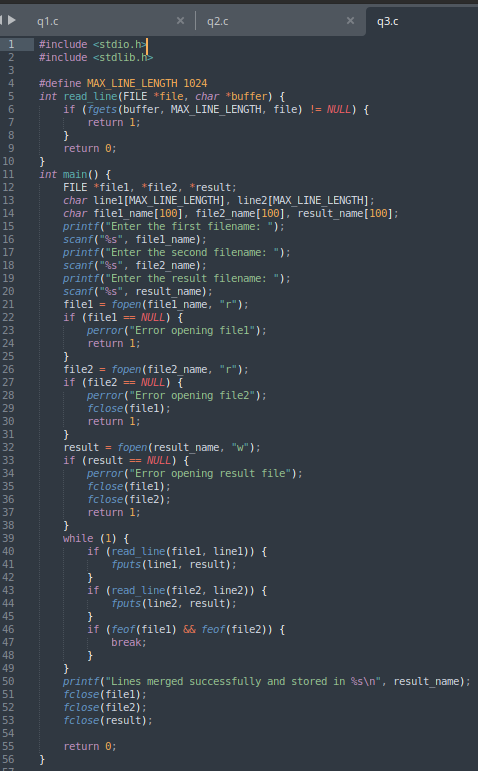 q1.c × q2.c × q3.c
1 #include <stdio.h>
2 #include <stdlib.h>
3
4 #define MAX_LINE_LENGTH 1024
5 int read_line(FILE *file, char *buffer) {
6     if (fgets(buffer, MAX_LINE_LENGTH, file) != NULL) {
7         return 1;
8     }
9     return 0;
10 }
11 int main() {
12     FILE *file1, *file2, *result;
13     char line1[MAX_LINE_LENGTH], line2[MAX_LINE_LENGTH];
14     char file1_name[100], file2_name[100], result_name[100];
15     printf("Enter the first filename: ");
16     scanf("%s", file1_name);
17     printf("Enter the second filename: ");
18     scanf("%s", file2_name);
19     printf("Enter the result filename: ");
20     scanf("%s", result_name);
21     file1 = fopen(file1_name, "r");
22     if (file1 == NULL) {
23         perror("Error opening file1");
24         return 1;
25     }
26     file2 = fopen(file2_name, "r");
27     if (file2 == NULL) {
28         perror("Error opening file2");
29         fclose(file1);
30         return 1;
31     }
32     result = fopen(result_name, "w");
33     if (result == NULL) {
34         perror("Error opening result file");
35         fclose(file1);
36         fclose(file2);
37         return 1;
38     }
39     while (1) {
40         if (read_line(file1, line1)) {
41             fputs(line1, result);
42         }
43         if (read_line(file2, line2)) {
44             fputs(line2, result);
45         }
46         if (feof(file1) && feof(file2)) {
47             break;
48         }
49     }
50     printf("Lines merged successfully and stored in %s\n", result_name);
51     fclose(file1);
52     fclose(file2);
53     fclose(result);
54
55     return 0;
56 }